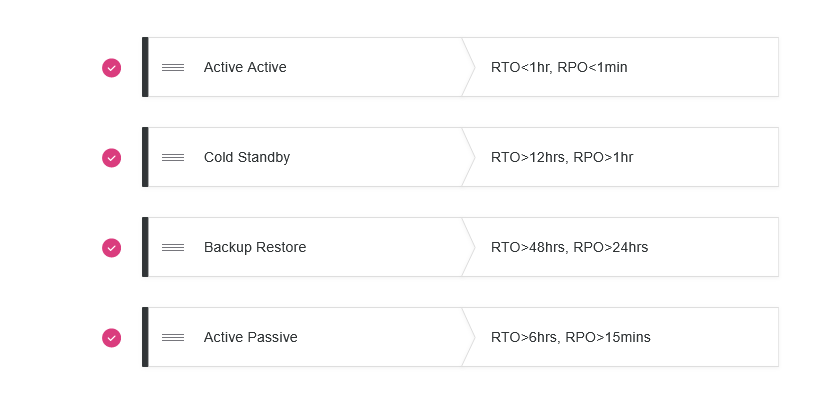 Active Active RTO<1hr, RPO<1min
Cold Standby RTO>12hrs, RPO>1hr
Backup Restore RTO>48hrs, RPO>24hrs
Active Passive RTO>6hrs, RPO>15mins